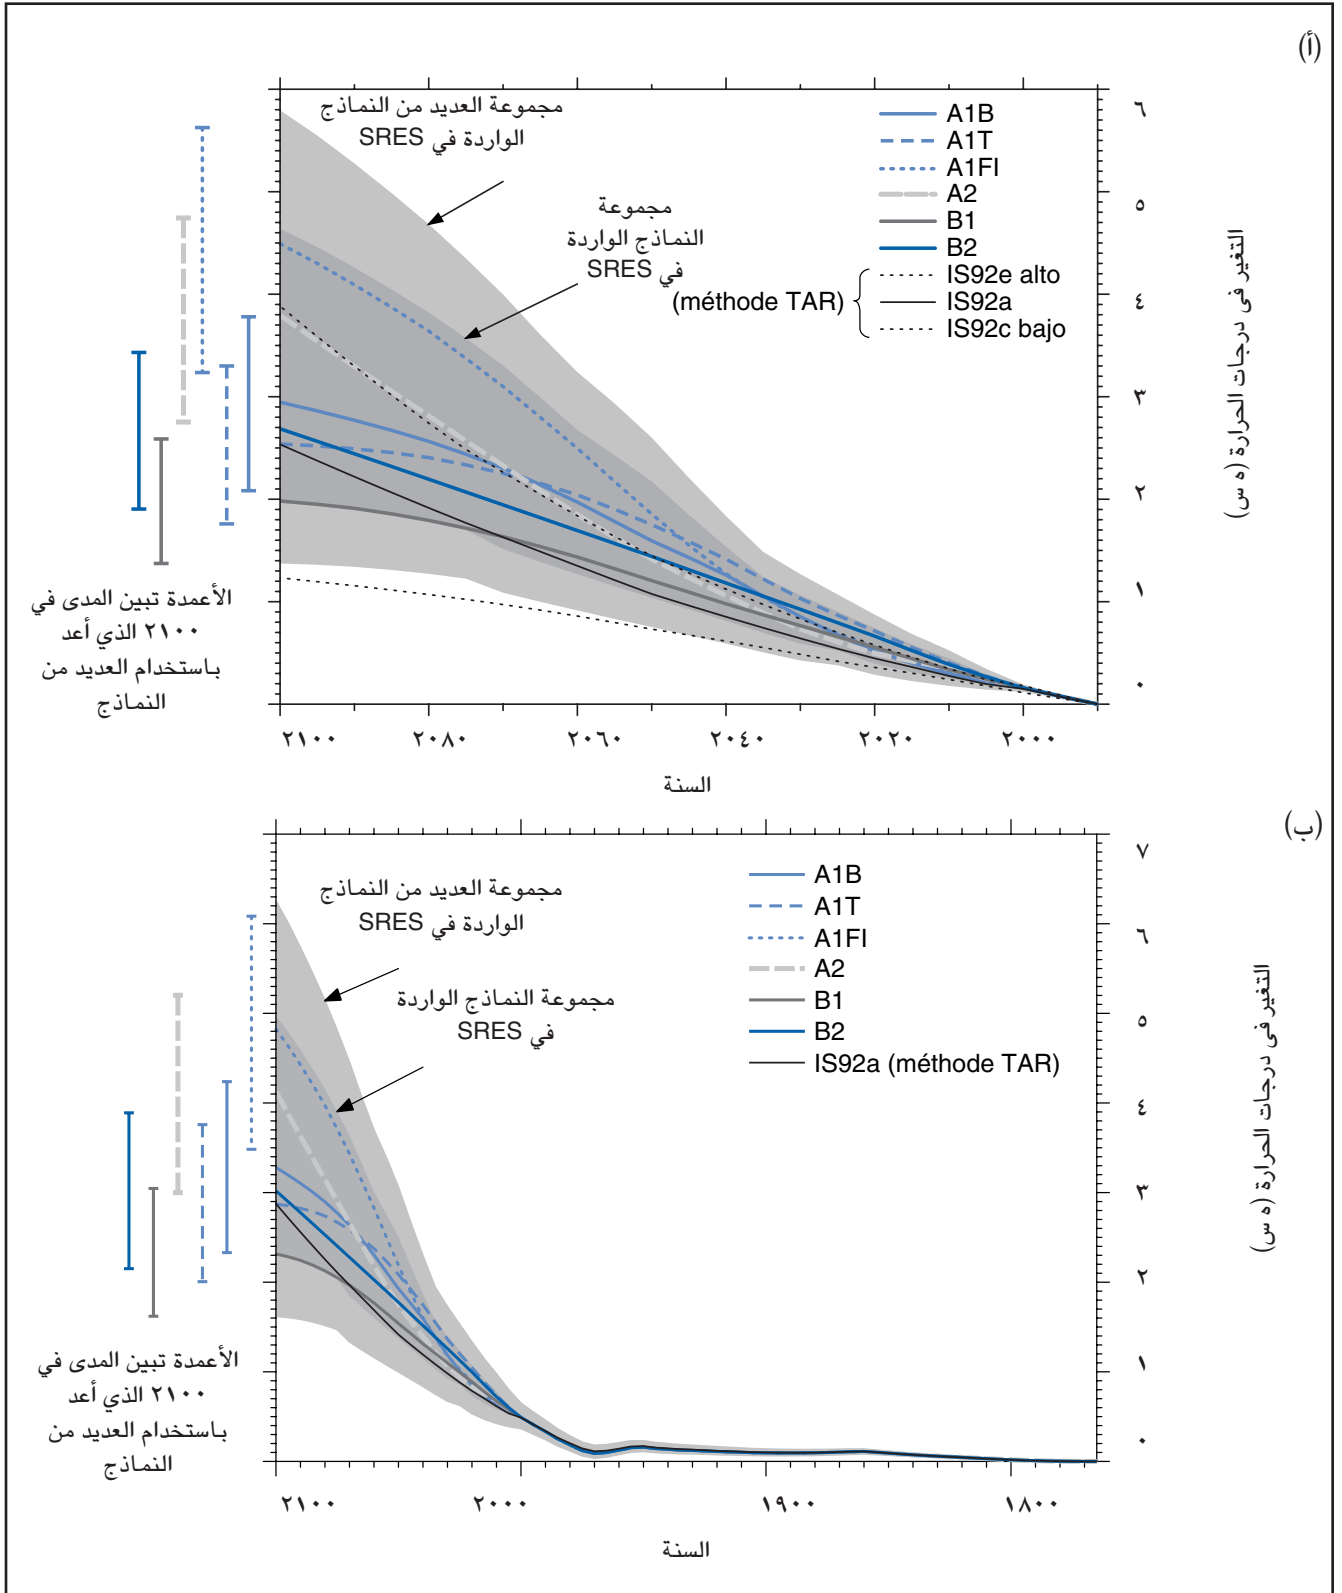 (أ)
مجموعة العديد من النماذج
الواردة في SRES
مجموعة
النماذج الواردة
في SRES
A1B
A1T
A1FI
A2
B1
B2
IS92e alto
IS92a
IS92c bajo
(méthode TAR)
٦
٥
٤
٣
٢
١
٠
التغير فى درجات الحرارة (ه س)
الأعمدة تبين المدى في
٢١٠٠ الذي أعد
باستخدام العديد من
النماذج
٢٠٠٠
٢٠٢٠
٢٠٤٠
٢٠٦٠
٢٠٨٠
٢١٠٠
السنة
(ب)
مجموعة العديد من النماذج
الواردة في SRES
مجموعة النماذج الواردة
في SRES
A1B
A1T
A1FI
A2
B1
B2
IS92a (méthode TAR)
٧
٦
٥
٤
٣
٢
١
٠
التغير فى درجات الحرارة (ه س)
الأعمدة تبين المدى في
٢١٠٠ الذي أعد
باستخدام العديد من
النماذج
١٨٠٠
١٩٠٠
٢٠٠٠
٢١٠٠
السنة